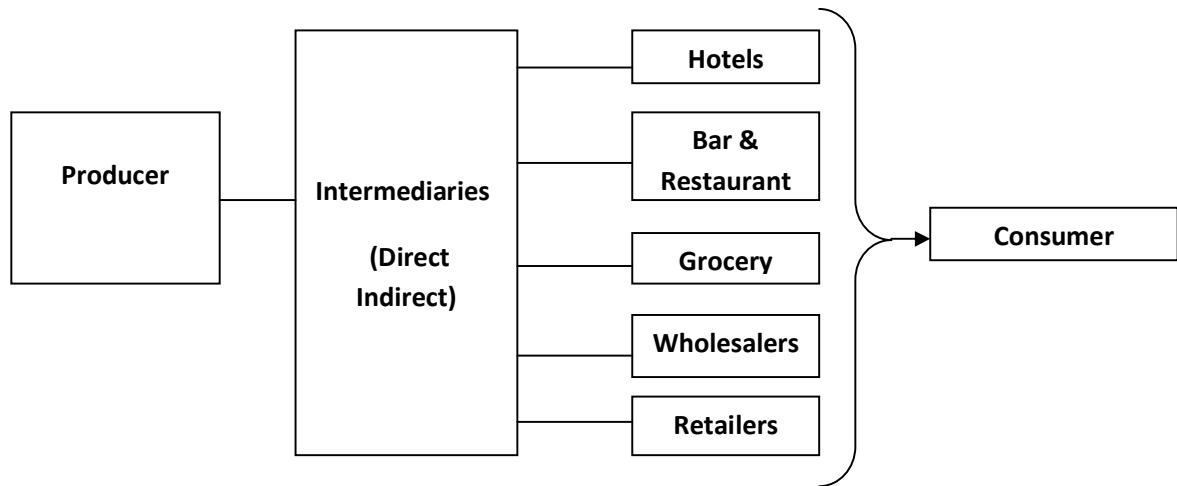 Producer
Intermediaries
(Direct
Indirect)
Hotels
Bar &
Restaurant
Grocery
Wholesalers
Retailers
Consumer